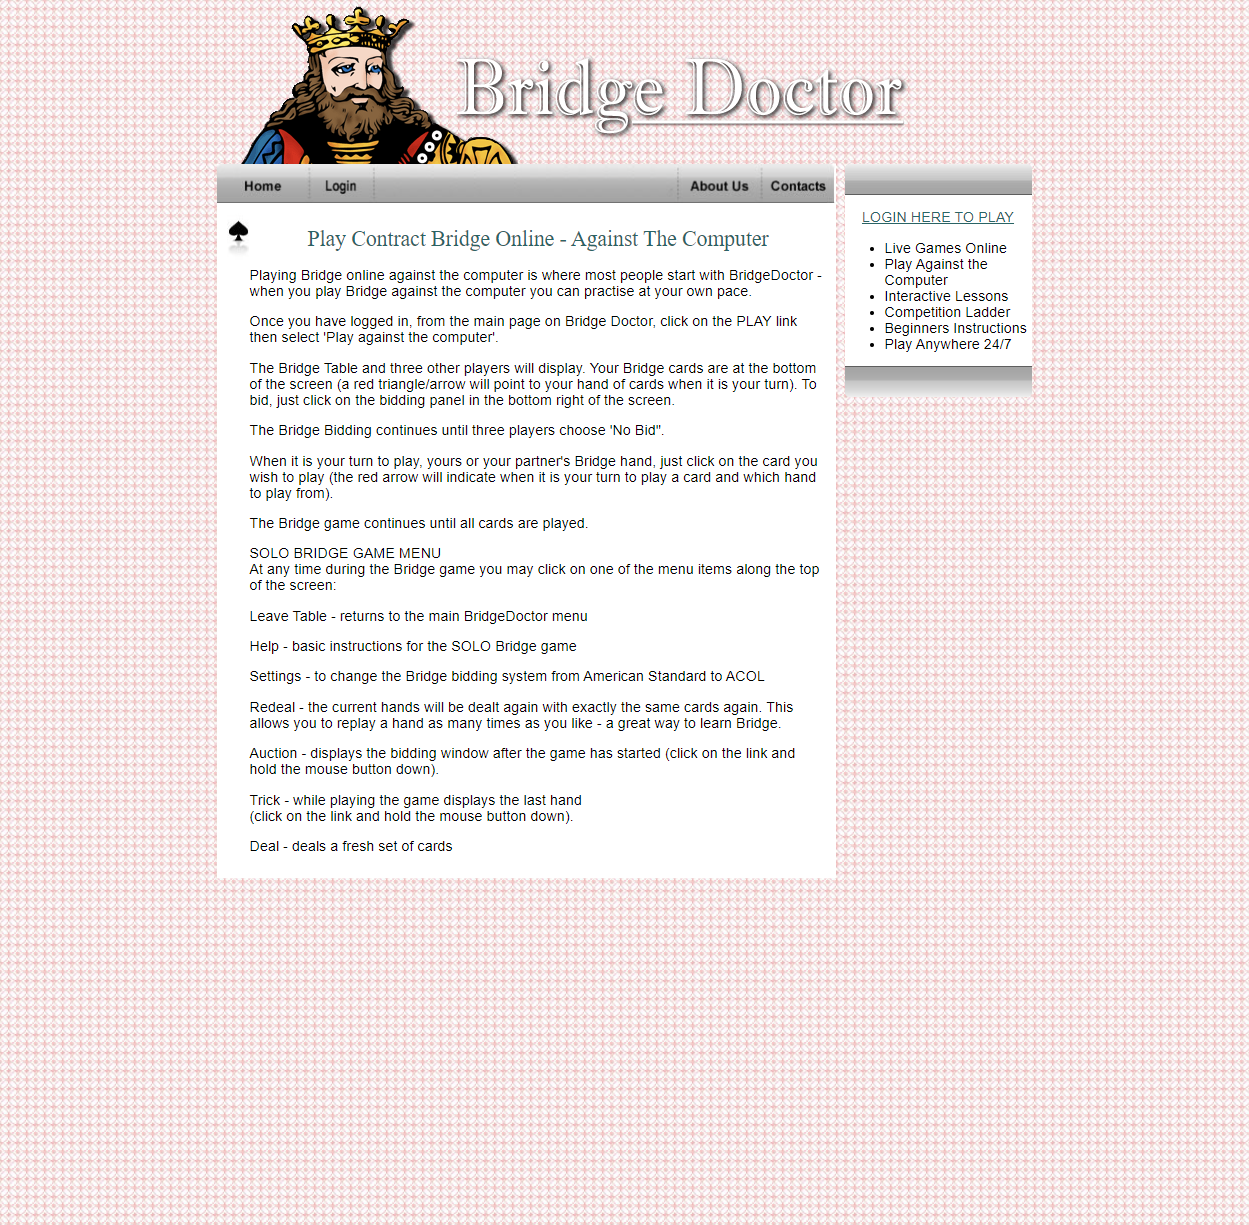 Bridge Doctor
Home
Login
About Us
Contacts
Play Contract Bridge Online - Against The Computer
Playing Bridge online against the computer is where most people start with BridgeDoctor -
when you play Bridge against the computer you can practise at your own pace.
Once you have logged in, from the main page on Bridge Doctor, click on the PLAY link
then select 'Play against the computer'.
The Bridge Table and three other players will display. Your Bridge cards are at the bottom
of the screen (a red triangle/arrow will point to your hand of cards when it is your turn). To
bid, just click on the bidding panel in the bottom right of the screen.
The Bridge Bidding continues until three players choose 'No Bid".
When it is your turn to play, yours or your partner's Bridge hand, just click on the card you
wish to play (the red arrow will indicate when it is your turn to play a card and which hand
to play from).
The Bridge game continues until all cards are played.
SOLO BRIDGE GAME MENU
At any time during the Bridge game you may click on one of the menu items along the top
of the screen:
Leave Table - returns to the main BridgeDoctor menu
Help - basic instructions for the SOLO Bridge game
Settings - to change the Bridge bidding system from American Standard to ACOL
Redeal - the current hands will be dealt again with exactly the same cards again. This
allows you to replay a hand as many times as you like - a great way to learn Bridge.
Auction - displays the bidding window after the game has started (click on the link and
hold the mouse button down).
Trick - while playing the game displays the last hand
(click on the link and hold the mouse button down).
Deal - deals a fresh set of cards
LOGIN HERE TO PLAY
Live Games Online
Play Against the
Computer
Interactive Lessons
Competition Ladder
Beginners Instructions
Play Anywhere 24/7